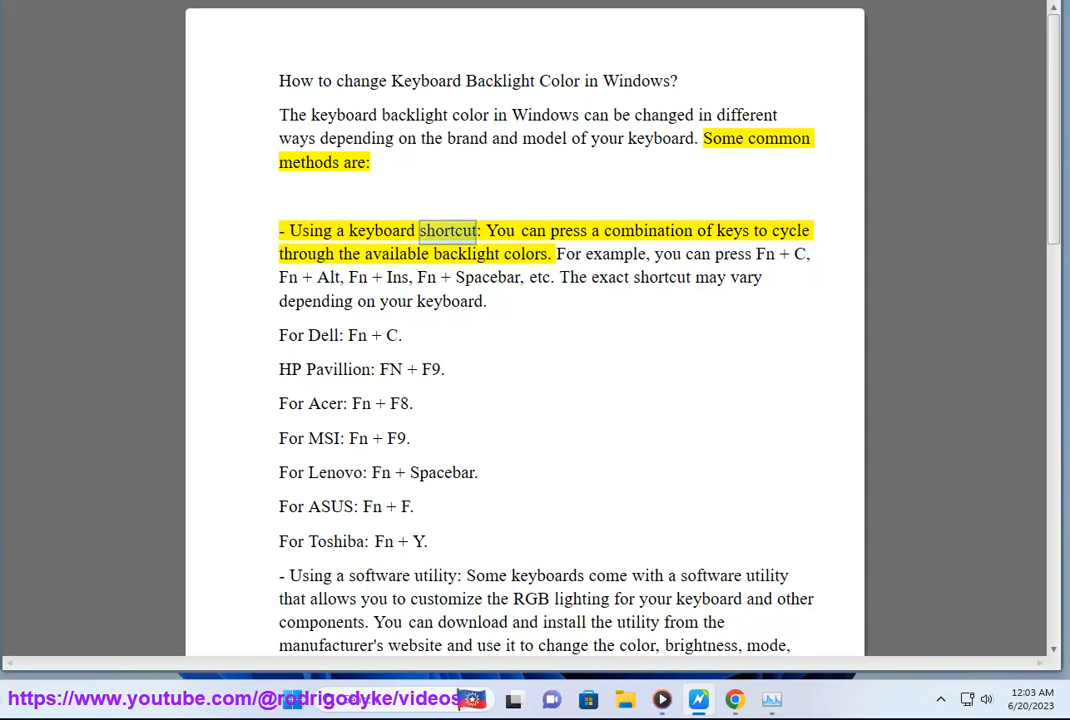 How to change Keyboard Backlight Color in Windows?
The keyboard backlight color in Windows can be changed in different
ways depending on the brand and model of your keyboard. Some common
methods are:
- Using a keyboard shortcut: You can press a combination of keys to cycle
through the available backlight colors. For example, you can press Fn + C,
Fn + Alt, Fn + Ins, Fn + Spacebar, etc. The exact shortcut may vary
depending on your keyboard.
For Dell: Fn + C.
HP Pavillion: FN + F9.
For Acer: Fn + F8.
For MSI: Fn + F9.
For Lenovo: Fn + Spacebar.
For ASUS: Fn + F.
For Toshiba: Fn + Y.
- Using a software utility: Some keyboards come with a software utility
that allows you to customize the RGB lighting for your keyboard and other
components. You can download and install the utility from the
manufacturer's website and use it to change the color, brightness, mode,
https://www.youtube.com/@rodrigodyke/videos
12:03 AM
6/20/2023